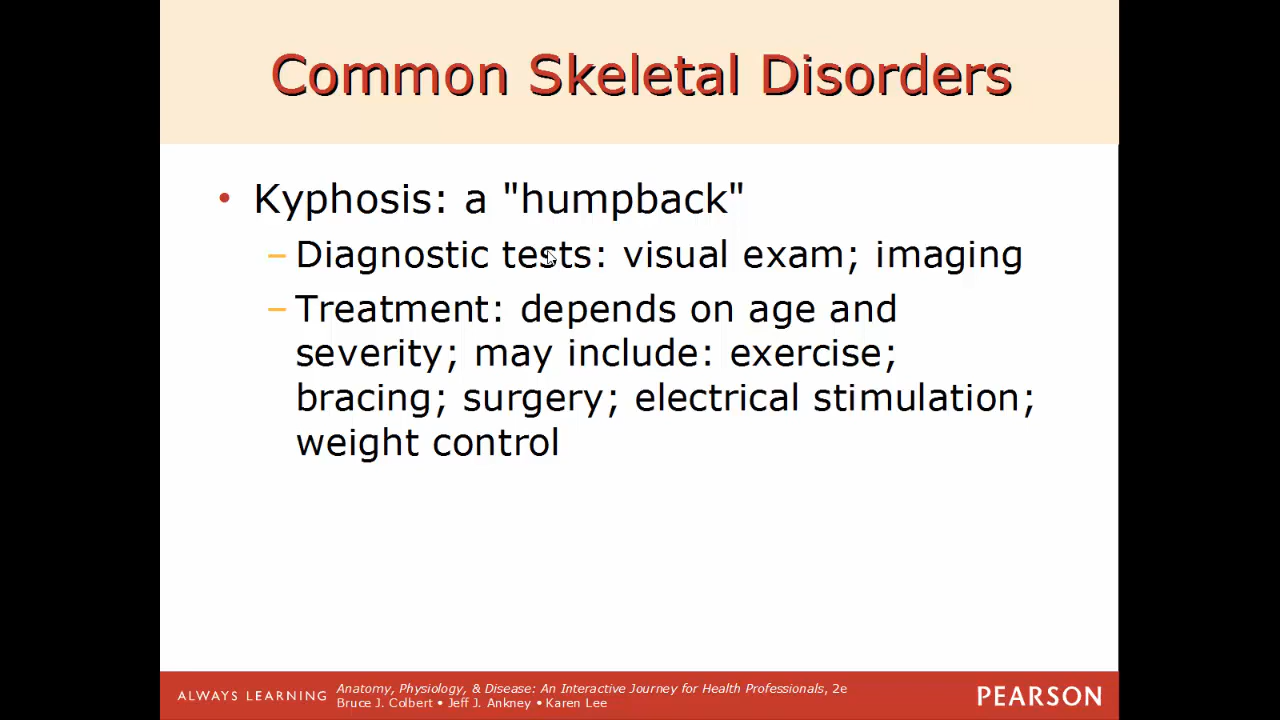 Common Skeletal Disorders
• Kyphosis: a "humpback"
– Diagnostic tests: visual exam; imaging
– Treatment: depends on age and
severity; may include: exercise;
bracing; surgery; electrical stimulation;
weight control
ALWAYS LEARNING
Anatomy, Physiology, & Disease: An Interactive Journey for Health Professionals, 2e
Bruce J. Colbert • Jeff J. Ankney • Karen Lee
PEARSON